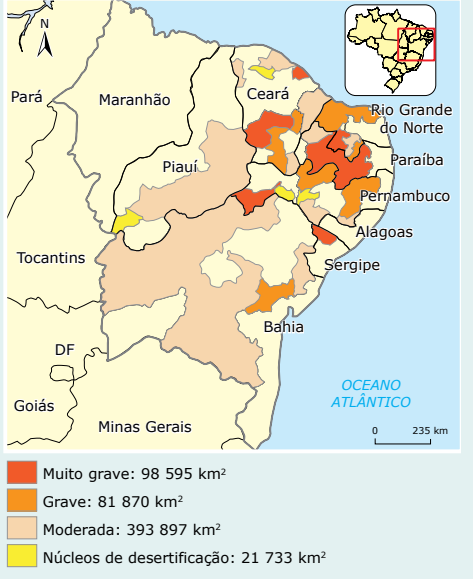 N
Pará
Maranhão
Ceará
Rio Grande
do Norte
Paraíba
Piauí
Pernambuco
Alagoas
Sergipe
Tocantins
Bahia
DF
Goiás
Minas Gerais
OCEANO
ATLÂNTICO
0 235 km
Muito grave: 98 595 km²
Grave: 81 870 km²
Moderada: 393 897 km²
Núcleos de desertificação: 21 733 km²